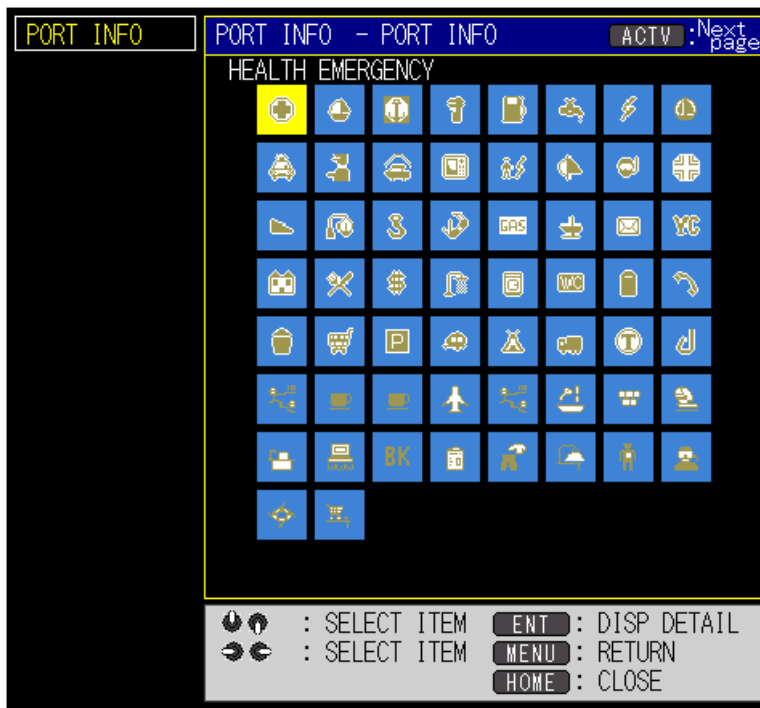 PORT INFO
PORT INFO - PORT INFO ACTV :Next page
HEALTH EMERGENCY
GAS
YC
WC
P
T
BK
: SELECT ITEM ENT : DISP DETAIL
: SELECT ITEM MENU : RETURN
HOME : CLOSE